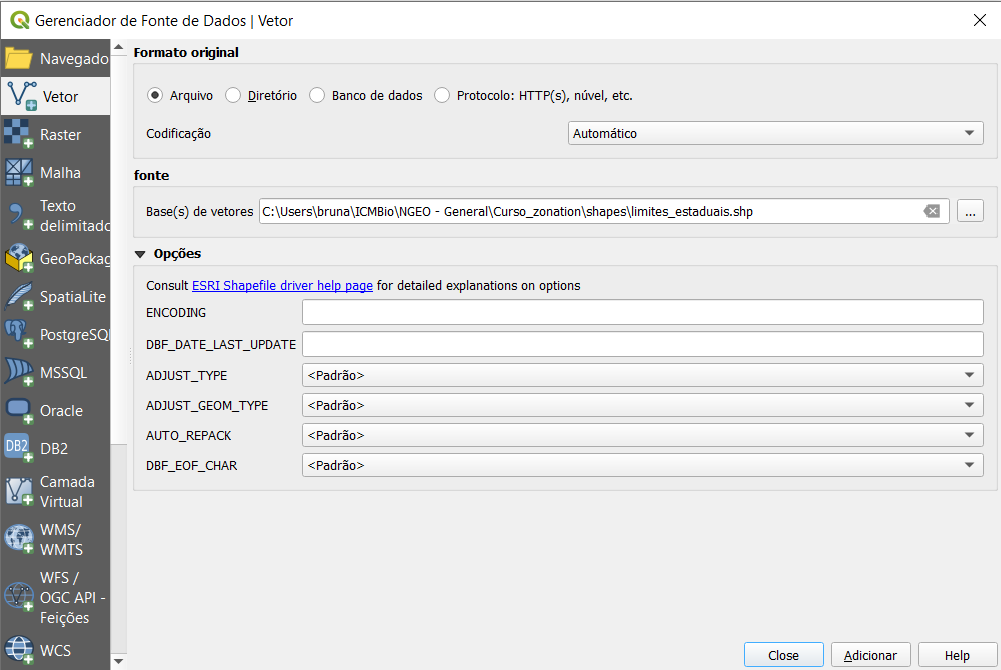 Gerenciador de Fonte de Dados | Vetor
Navegado
Vetor
Raster
Malha
Texto
delimitado
GeoPackag
SpatiaLite
PostgreSQ
MSSQL
Oracle
DB2
DB2
Camada
Virtual
WMS/
WMTS
WFS /
OGC API -
Feições
WCS
Formato original
Arquivo Diretório Banco de dados Protocolo: HTTP(s), núvel, etc.
Codificação Automático
fonte
Base(s) de vetores C:\Users\bruna\ICMBio\NGEO - General\Curso_zonation\shapes\limites_estaduais.shp ...
Opções
Consult ESRI Shapefile driver help page for detailed explanations on options
ENCODING
DBF_DATE_LAST_UPDATE
ADJUST_TYPE <Padrão>
ADJUST_GEOM_TYPE <Padrão>
AUTO_REPACK <Padrão>
DBF_EOF_CHAR <Padrão>
Close Adicionar Help